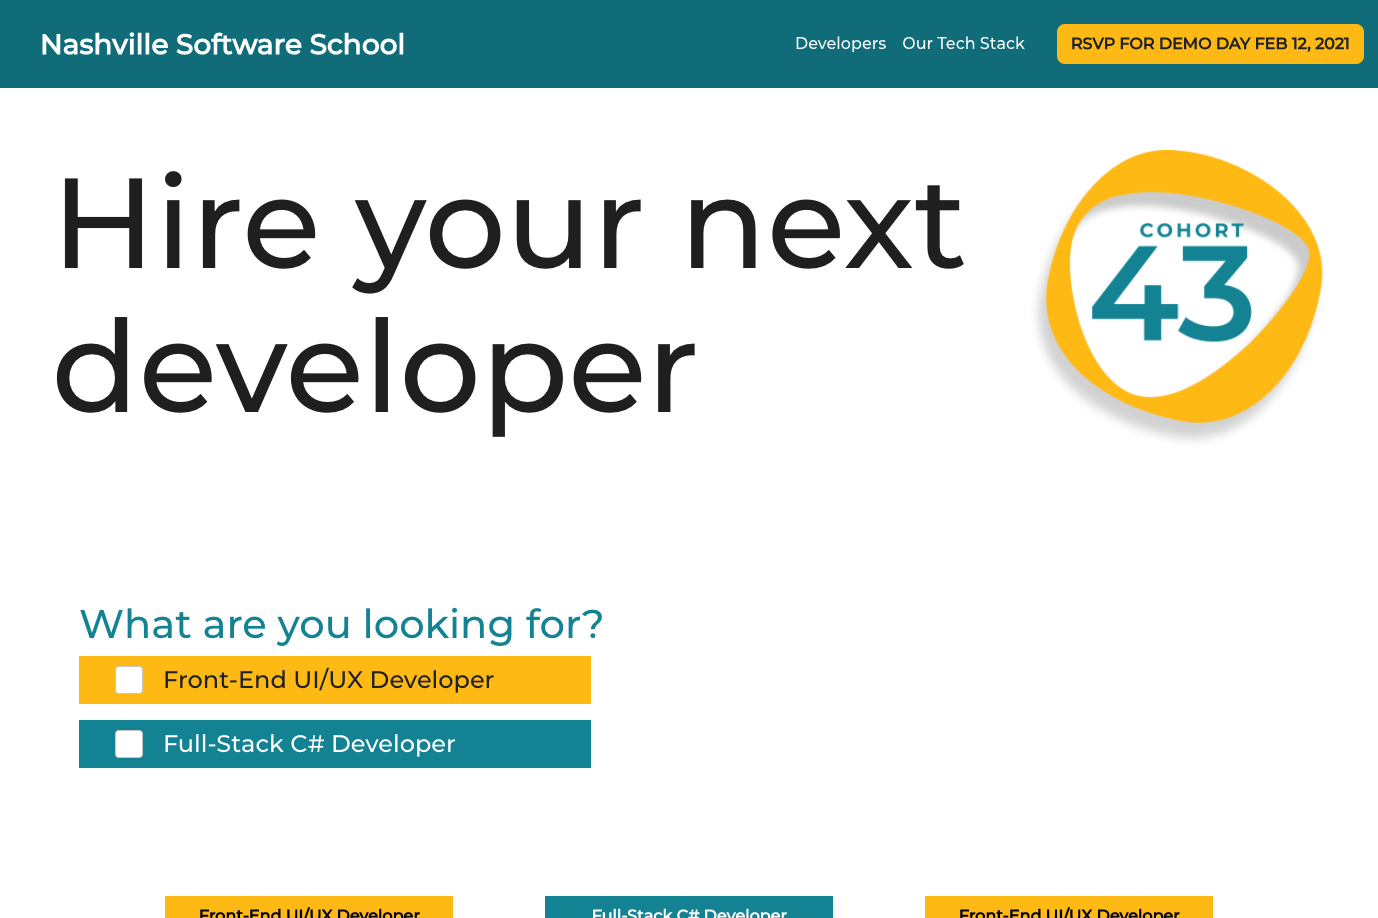 Nashville Software School
Developers
Our Tech Stack
RSVP FOR DEMO DAY FEB 12, 2021
Hire your next
developer
COHORT
43
What are you looking for?
Front-End UI/UX Developer
Full-Stack C# Developer
Front-End UI/UX Developer
Full-Stack C# Developer
Front-End UI/UX Developer